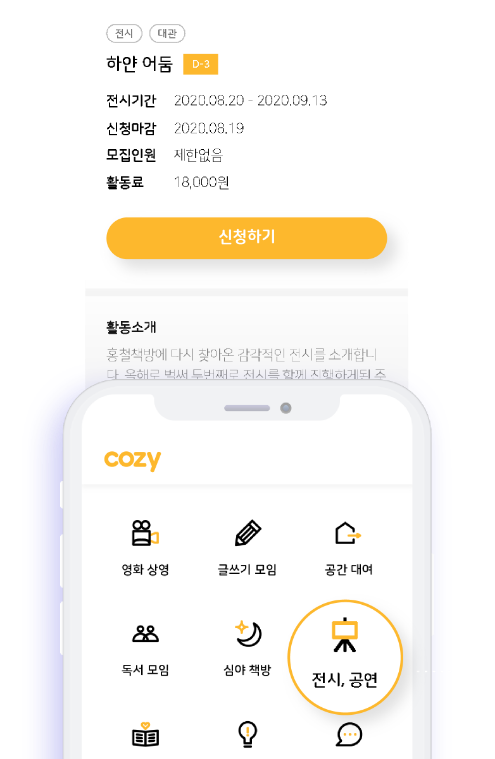 전시 대관
하얀 어둠 D-3
전시기간 2020.08.20 - 2020.09.13
신청마감 2020.08.19
모집인원 제한없음
활동료 18,000원
신청하기
활동소개
홍철책방에 다시 찾아온 감각적인 전시를 소개합니
다. 올해로 벌써 두번째로 전시를 함께 진행하게된 주
cozy
영화 상영 글쓰기 모임 공간 대여
독서 모임 심야 책방 전시, 공연